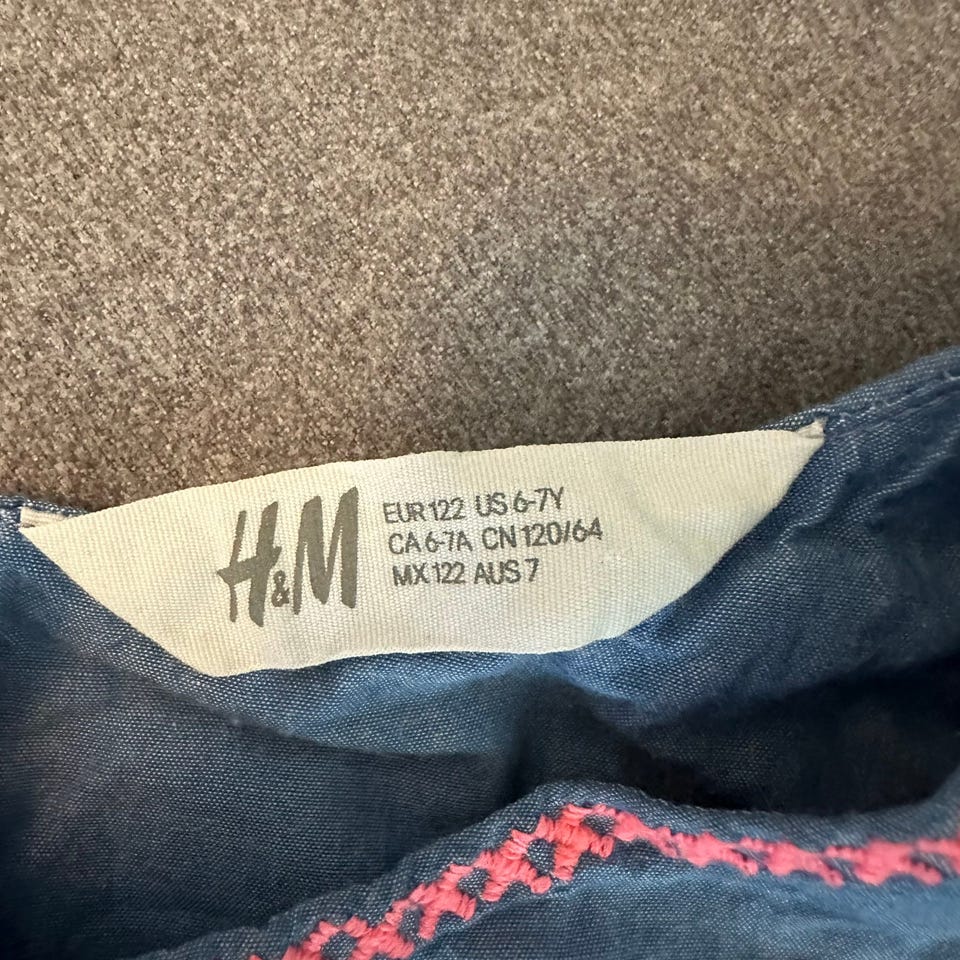 H&M
EUR 122 US 6-7Y
CA 6-7A CN 120/64
MX 122 AUS 7